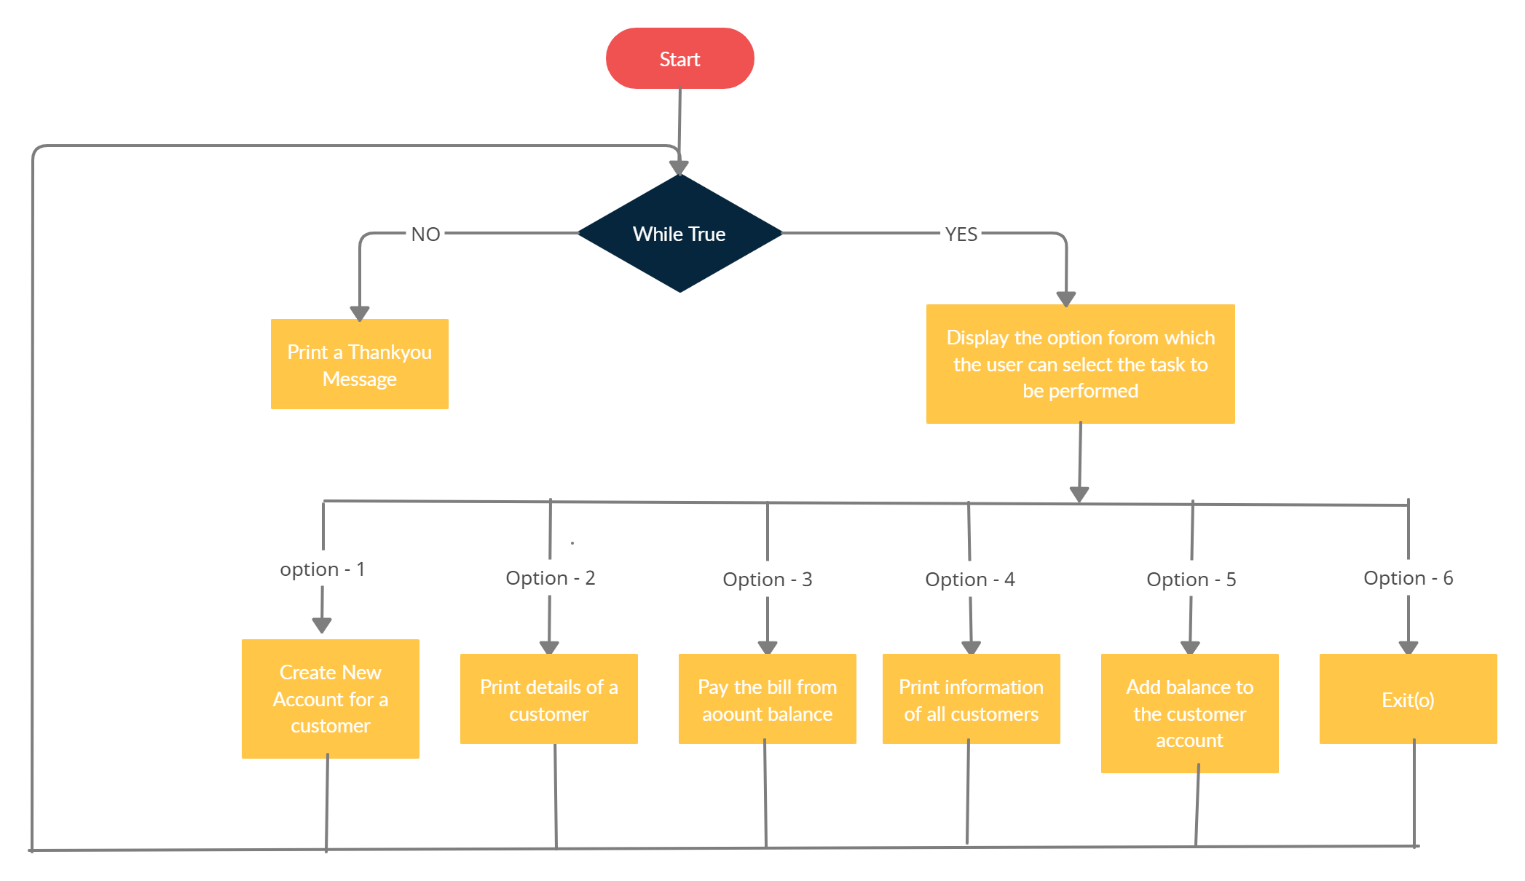 Start
While True
NO
YES
Print a Thankyou
Message
Display the option forom which
the user can select the task to
be performed
option - 1
Option - 2
Option - 3
Option - 4
Option - 5
Option - 6
Create New
Account for a
customer
Print details of a
customer
Pay the bill from
aoount balance
Print information
of all customers
Add balance to
the customer
account
Exit(o)